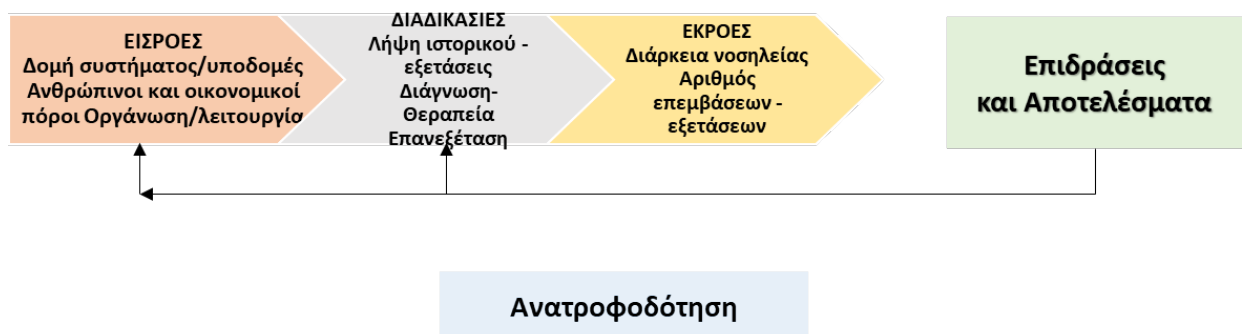 ΕΙΣΡΟΕΣ
Δομή συστήματος/υποδομές
Ανθρώπινοι και οικονομικοί
πόροι Οργάνωση/λειτουργία
ΔΙΑΔΙΚΑΣΙΕΣ
Λήψη ιστορικού -
εξετάσεις
Διάγνωση-
Θεραπεία
Επανεξέταση
ΕΚΡΟΕΣ
Διάρκεια νοσηλείας
Αριθμός
επεμβάσεων -
εξετάσεων
Επιδράσεις
και Αποτελέσματα
Ανατροφοδότηση